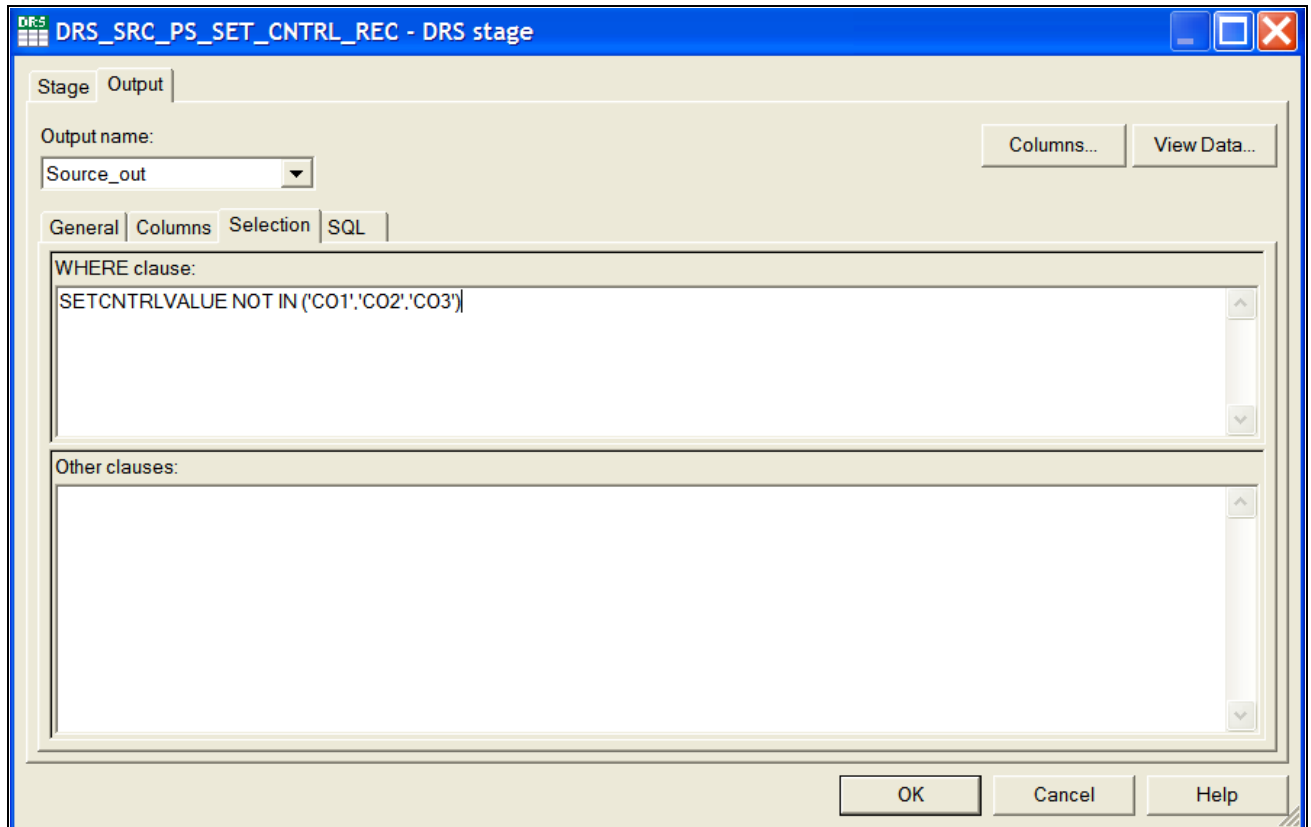 DRS
DRS_SRC_PS_SET_CNTRL_REC - DRS stage
Stage Output
Output name:
Columns... View Data...
Source_out
General Columns Selection SQL
WHERE clause:
SETCNTRLVALUE NOT IN ('CO1','CO2','CO3')
Other clauses:
OK Cancel Help